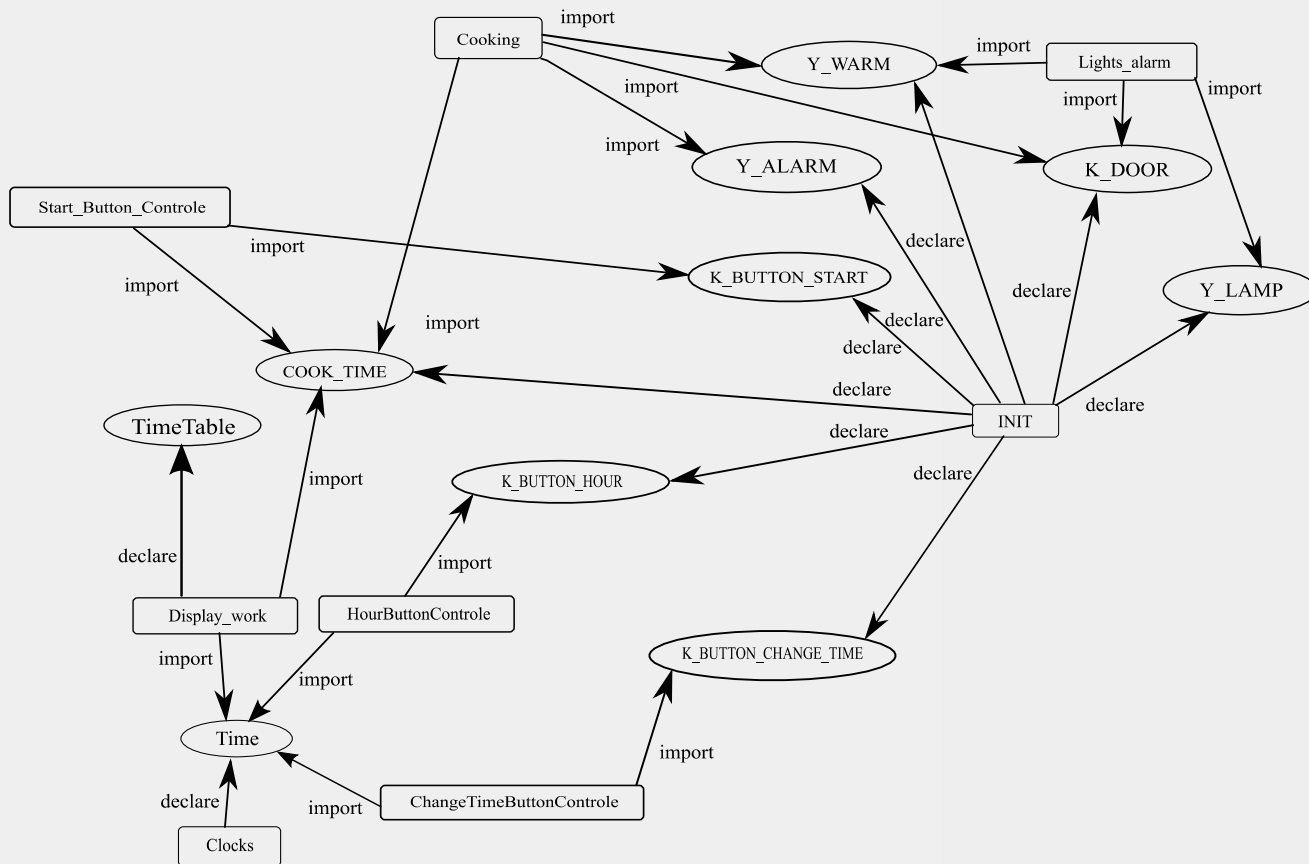 import
Cooking
import
Y_WARM
Lights_alarm
import
import
import
import
Y_ALARM
K_DOOR
Start_Button_Controle
import
declare
import
K_BUTTON_START
declare
Y_LAMP
import
declare
declare
COOK_TIME
declare
declare
TimeTable
INIT
declare
import
K_BUTTON_HOUR
declare
declare
import
Display_work
HourButtonControle
import
K_BUTTON_CHANGE_TIME
import
Time
import
declare
import
ChangeTimeButtonControle
Clocks